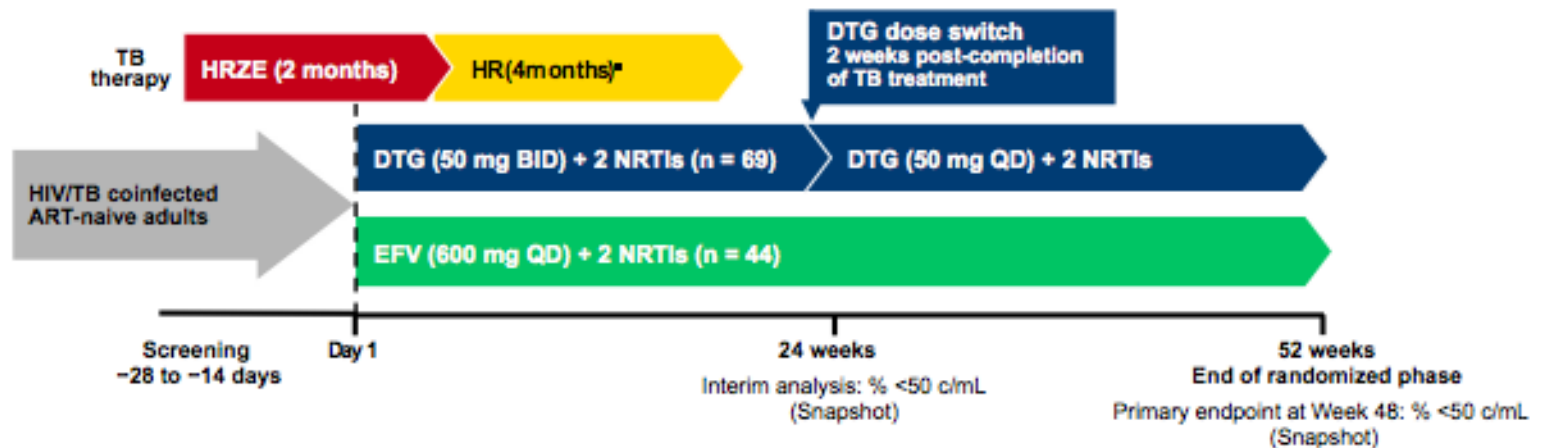 TB
therapy
HRZE (2 months)
HR(4months)*
DTG dose switch
2 weeks post-completion
of TB treatment
HIV/TB coinfected
ART-naive adults
DTG (50 mg BID) + 2 NRTIs (n = 69)
DTG (50 mg QD) + 2 NRTIs
EFV (600 mg QD) + 2 NRTIs (n = 44)
Screening
−28 to −14 days
Day 1
24 weeks
Interim analysis: % <50 c/mL
(Snapshot)
52 weeks
End of randomized phase
Primary endpoint at Week 48: % <50 c/mL
(Snapshot)